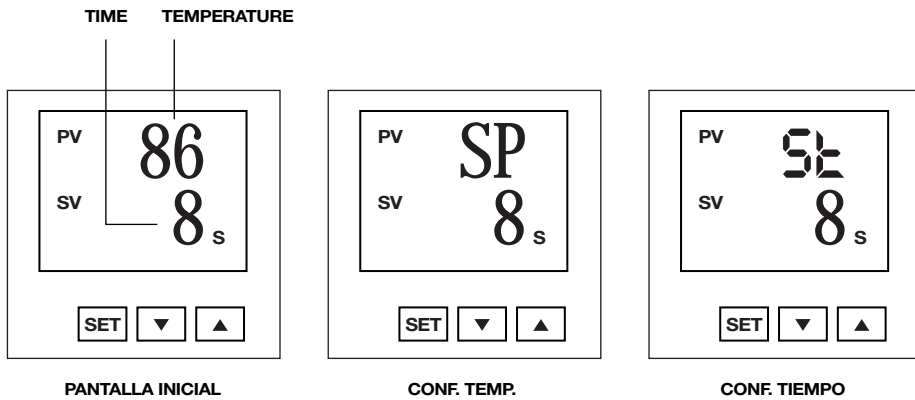 TIME TEMPERATURE
PV 86
SV 8 S
SET ▼ ▲
PANTALLA INICIAL
PV SP
SV 8 S
SET ▼ ▲
CONF. TEMP.
PV St
SV 8 S
SET ▼ ▲
CONF. TIEMPO